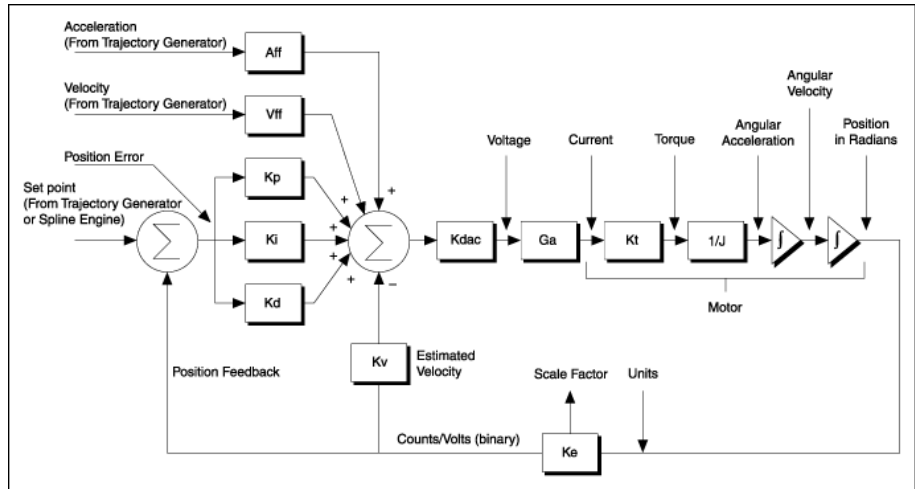 Acceleration
(From Trajectory Generator)
Aff
Velocity
(From Trajectory Generator)
Vff
Angular
Velocity
Position Error
Voltage
Current
Torque
Angular
Acceleration
Position
in Radians
Set point
(From Trajectory Generator
or Spline Engine)
Kp
+
+
Σ
Ki
+
+
Σ
Kdac
Ga
Kt
1/J
∫
∫
Kd
+
−
Motor
Position Feedback
Kv
Estimated
Velocity
Scale Factor
Units
Counts/Volts (binary)
Ke